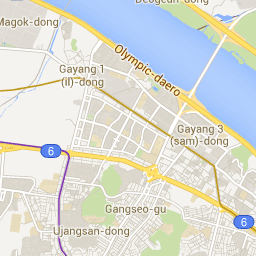 Deogeun-dong
Magok-dong
Olympic-daero
Gayang 1
(il)-dong
Gayang 3
(sam)-dong
6
Gangseo-gu
6
Ujangsan-dong